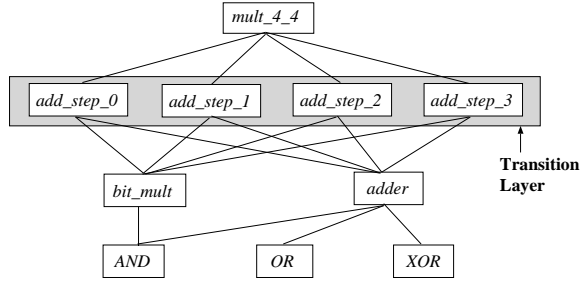 mult_4_4
add_step_0 add_step_1 add_step_2 add_step_3
Transition
Layer
bit_mult adder
AND OR XOR